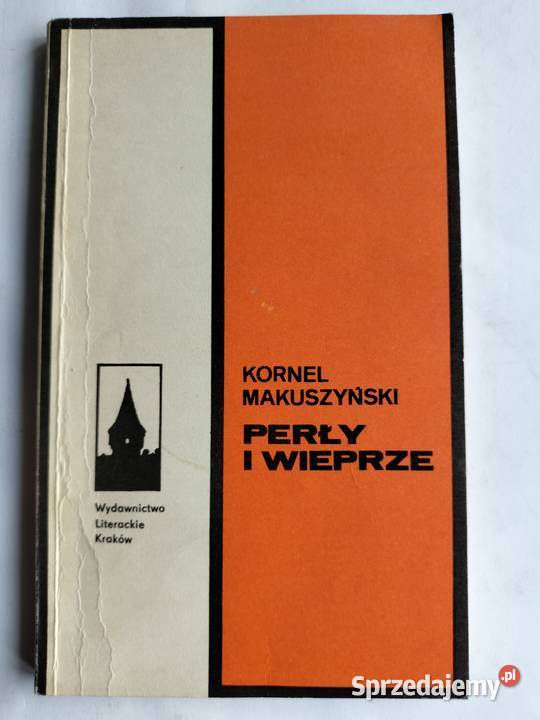 KORNEL
MAKUSZYŃSKI
PERŁY
I WIEPRZE
Wydawnictwo
Literackie
Kraków
Sprzedajemy.pl